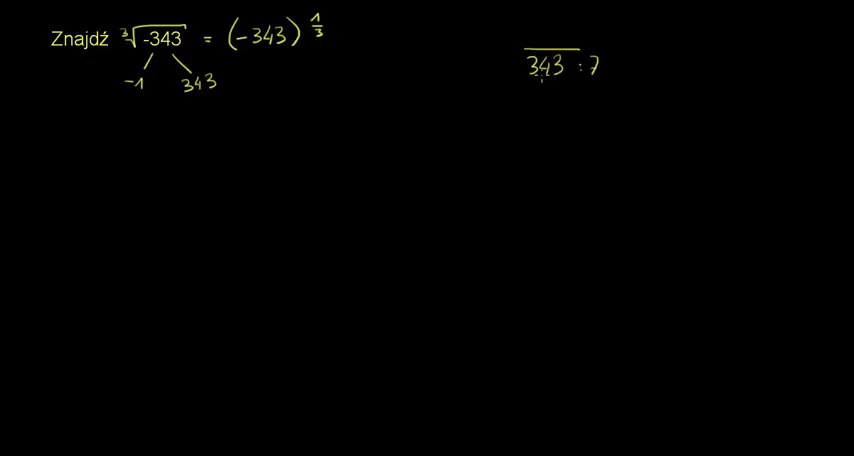 Znajdź ∛-343 = (-343)^1/3
-1 343
343 : 7